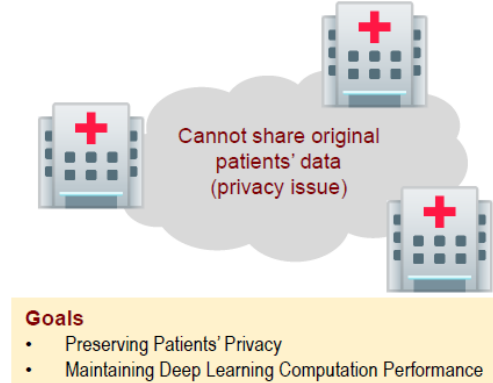 Cannot share original
patients' data
(privacy issue)
Goals
• Preserving Patients' Privacy
• Maintaining Deep Learning Computation Performance